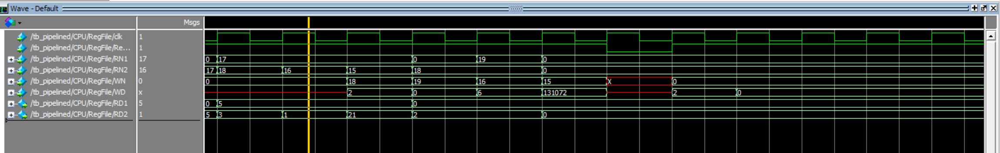 Wave - Default
Msgs
/tb_pipelined/CPU/RegFile/clk 1
/tb_pipelined/CPU/RegFile/Re... 1
/tb_pipelined/CPU/RegFile/RN1 17 0 17 0 19 0
/tb_pipelined/CPU/RegFile/RN2 16 17 18 16 15 18 0
/tb_pipelined/CPU/RegFile/WN 0 0 18 19 16 15 X 0
/tb_pipelined/CPU/RegFile/WD x 2 0 6 131072 2 0
/tb_pipelined/CPU/RegFile/RD1 5 0 5 0
/tb_pipelined/CPU/RegFile/RD2 1 5 3 1 21 2 0